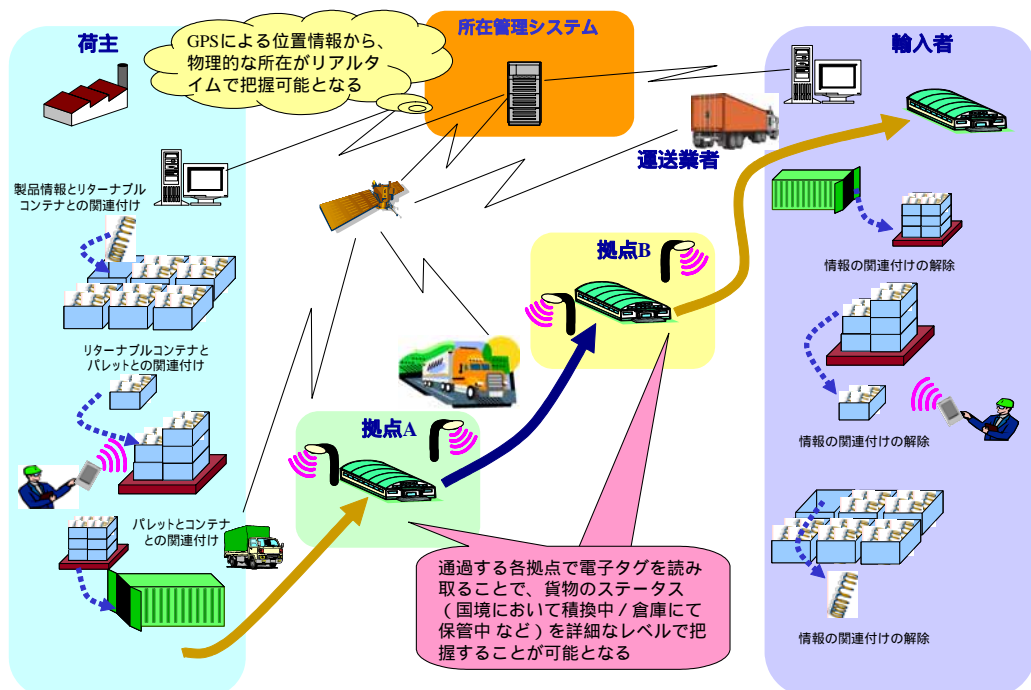 荷主
GPSによる位置情報から、
物理的な所在がリアルタ
イムで把握可能となる
所在管理システム
輸入者
運送業者
製品情報とリターナブル
コンテナとの関連付け
リターナブルコンテナと
パレットとの関連付け
パレットとコンテナ
との関連付け
拠点A
拠点B
通過する各拠点で電子タグを読み
取ることで、貨物のステータス
(国境において積換中/倉庫にて
保管中 など)を詳細なレベルで把
握することが可能となる
情報の関連付けの解除
情報の関連付けの解除
情報の関連付けの解除